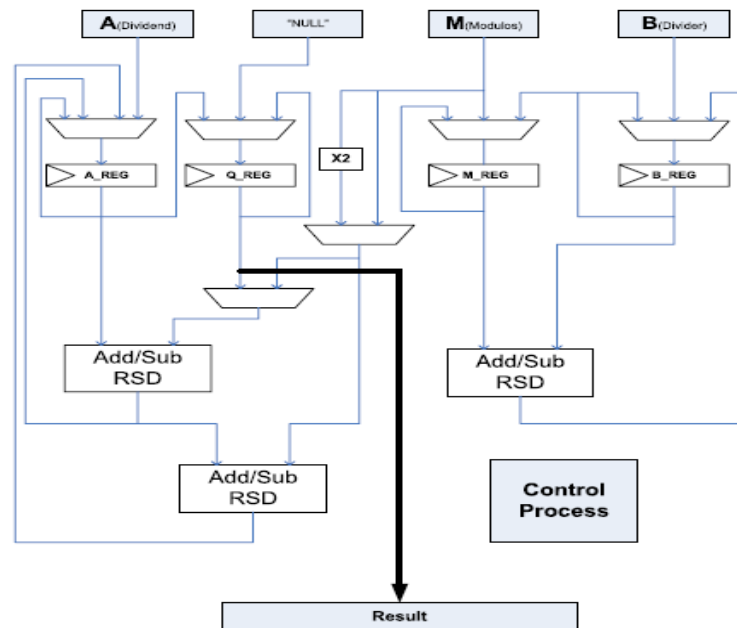 A(Dividend)
"NULL"
M(Modulos)
B(Divider)
X2
A_REG
Q_REG
M_REG
B_REG
Add/Sub
RSD
Add/Sub
RSD
Add/Sub
RSD
Control
Process
Result